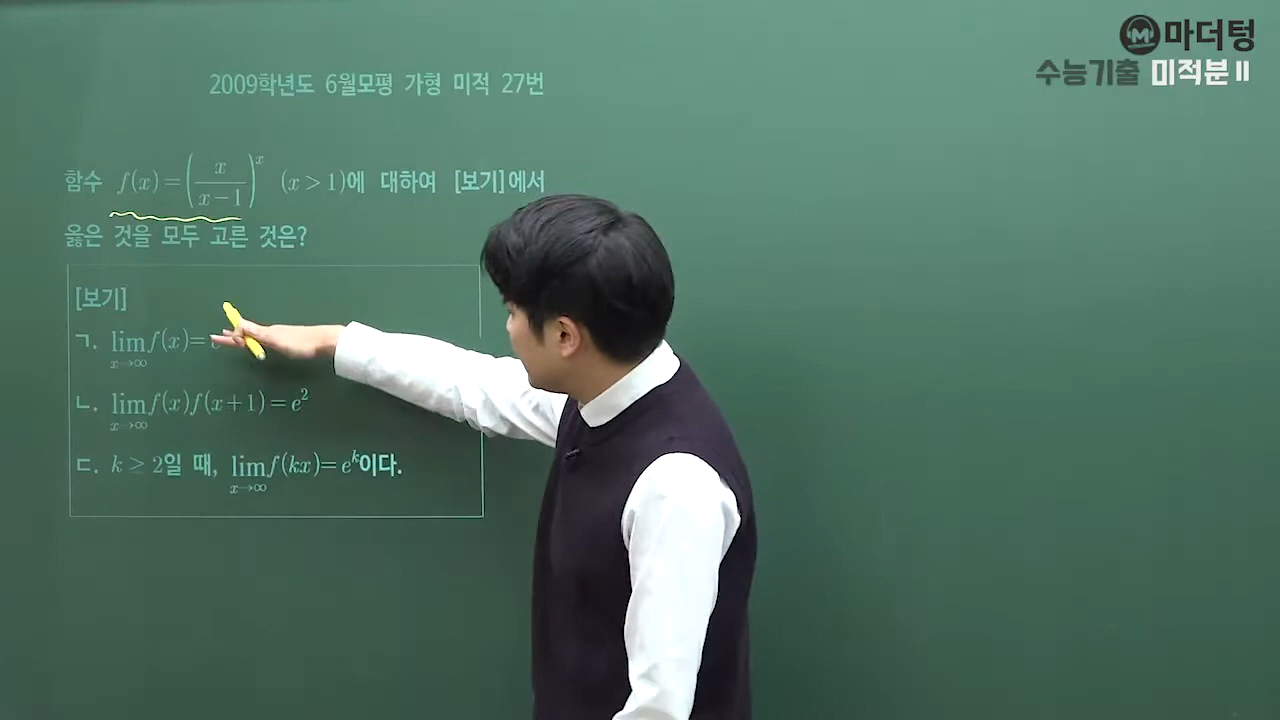 마더텅
수능기출 미적분 II
2009학년도 6월모평 가형 미적 27번
함수 f(x)=(x/(x-1))^x (x>1)에 대하여 [보기]에서
옳은 것을 모두 고른 것은?
[보기]
ㄱ. lim_{x→∞} f(x)= e
ㄴ. lim_{x→∞} f(x)f(x+1)=e^2
ㄷ. k≥2일 때, lim_{x→∞} f(kx)=e^k이다.